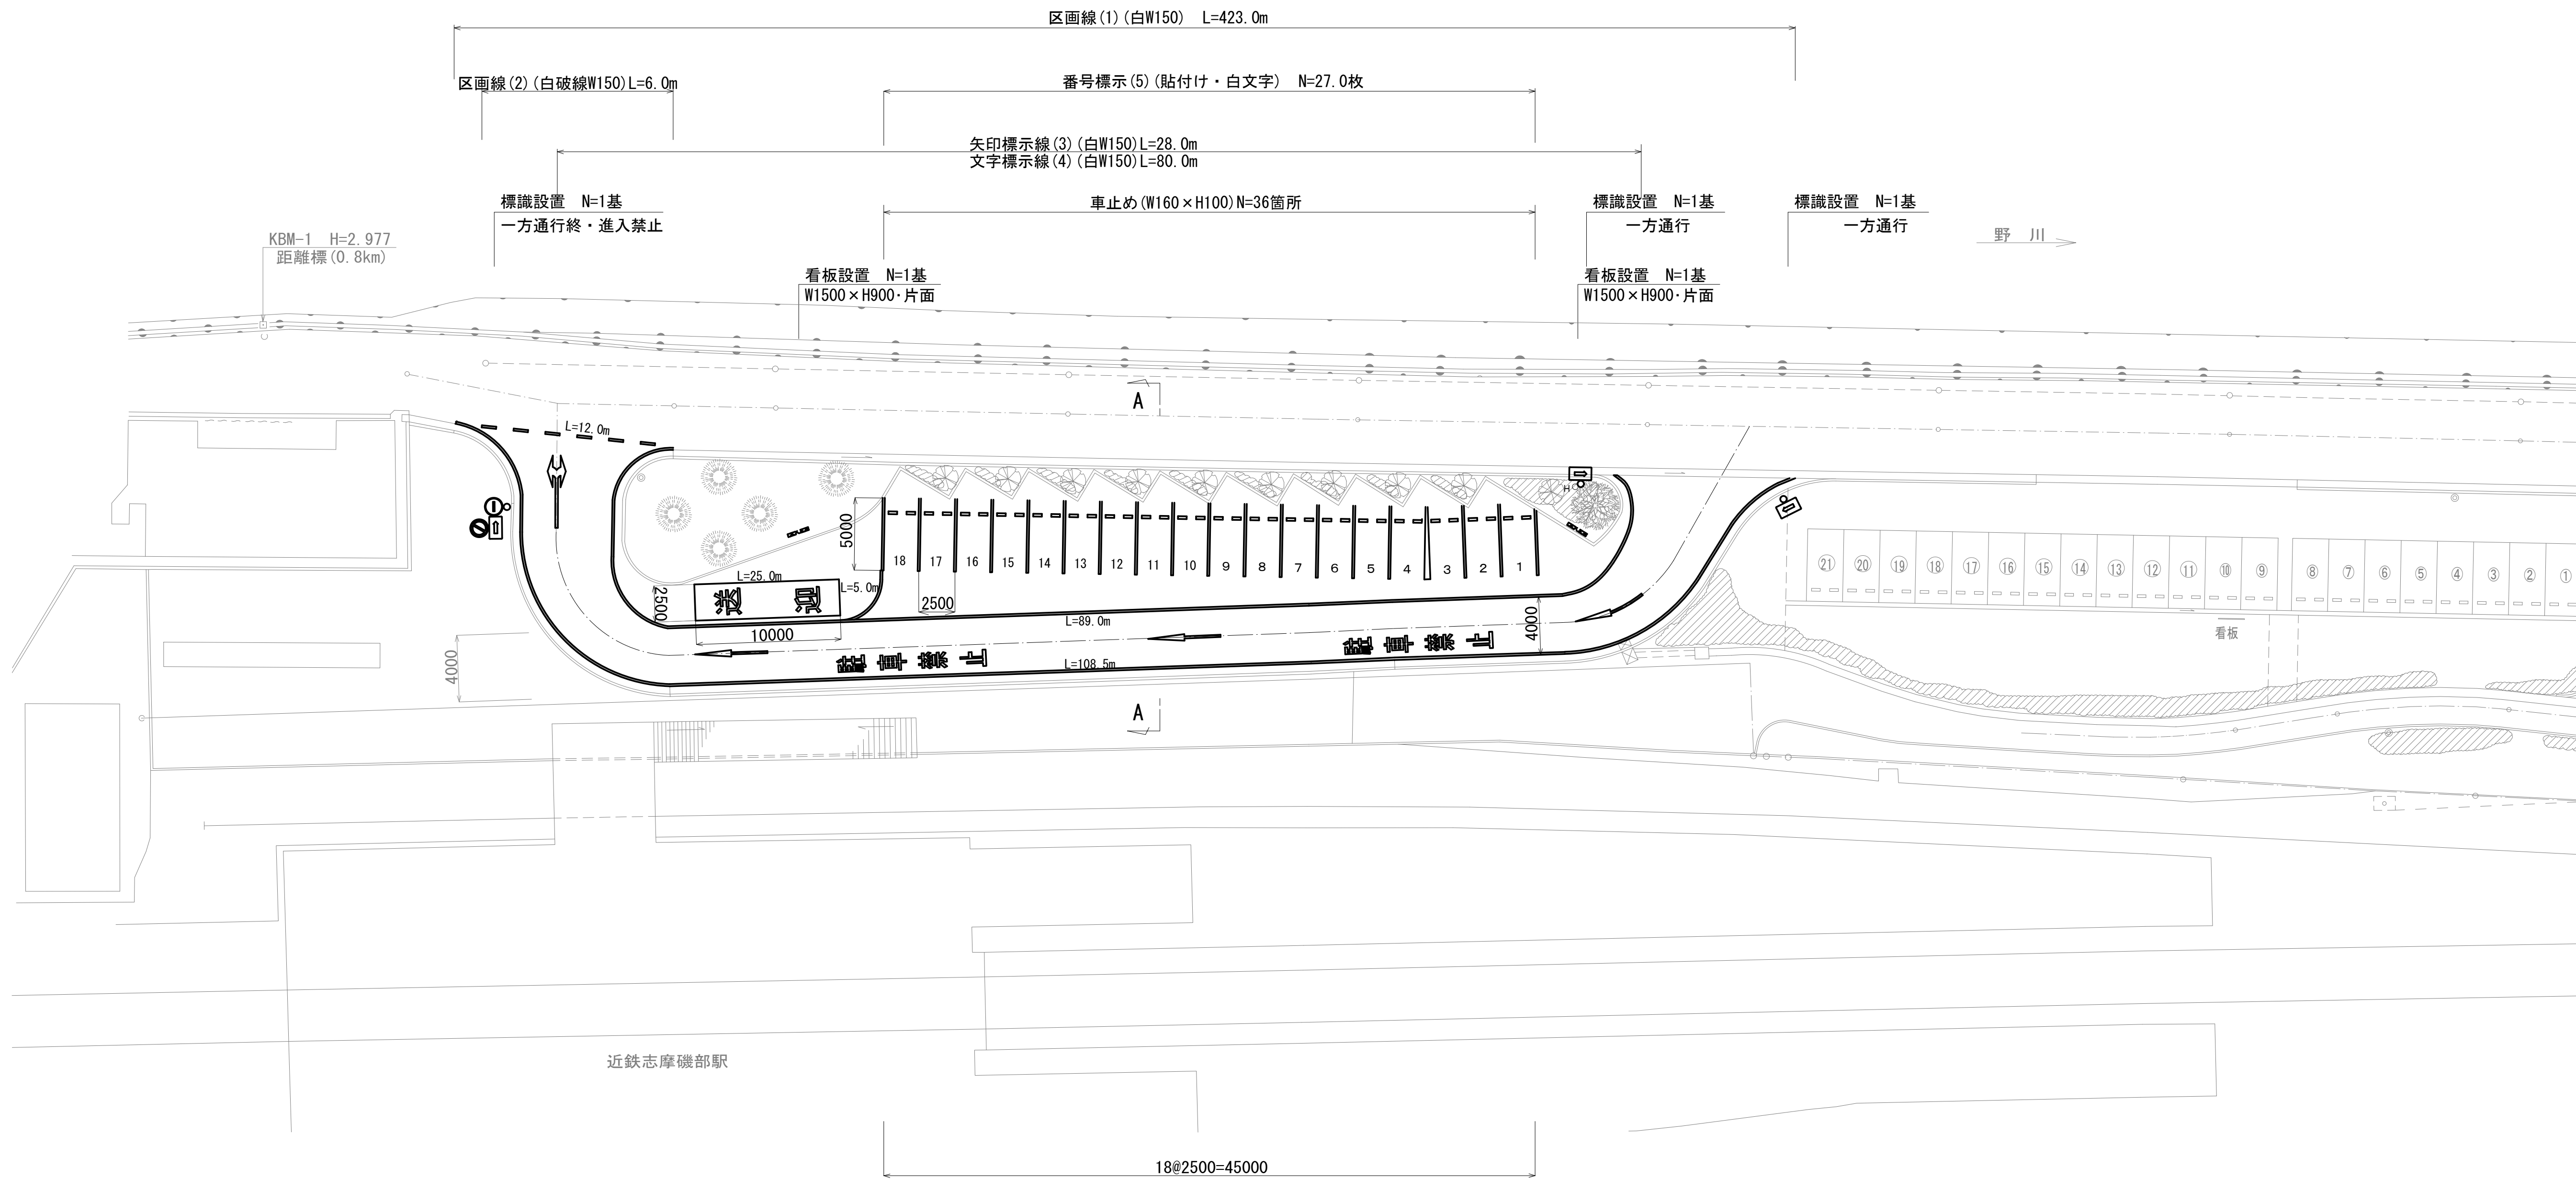 区画線(1)(白W150)　L=423.0m
区画線(2)(白破線W150)L=6.0m
番号標示(5)(貼付け・白文字)　N=27.0枚
矢印標示線(3)(白W150)L=28.0m
文字標示線(4)(白W150)L=80.0m
標識設置　N=1基
一方通行終・進入禁止
車止め(W160×H100)N=36箇所
標識設置　N=1基
一方通行
標識設置　N=1基
一方通行
KBM-1　H=2.977
距離標(0.8km)
野　川
看板設置　N=1基
W1500×H900・片面
看板設置　N=1基
W1500×H900・片面
A
L=12.0m
H
5000
18 17 16 15 14 13 12 11 10 9 8 7 6 5 4 3 2 1
㉑ ⑳ ⑲ ⑱ ⑰ ⑯ ⑮ ⑭ ⑬ ⑫ ⑪ ⑩ ⑨ ⑧ ⑦ ⑥ ⑤ ④ ③ ② ①
L=25.0m
L=5.0m
2500
送　迎
2500
10000
L=89.0m
4000
看板
駐車禁止
駐車禁止
4000
L=108.5m
A
近鉄志摩磯部駅
18@2500=45000